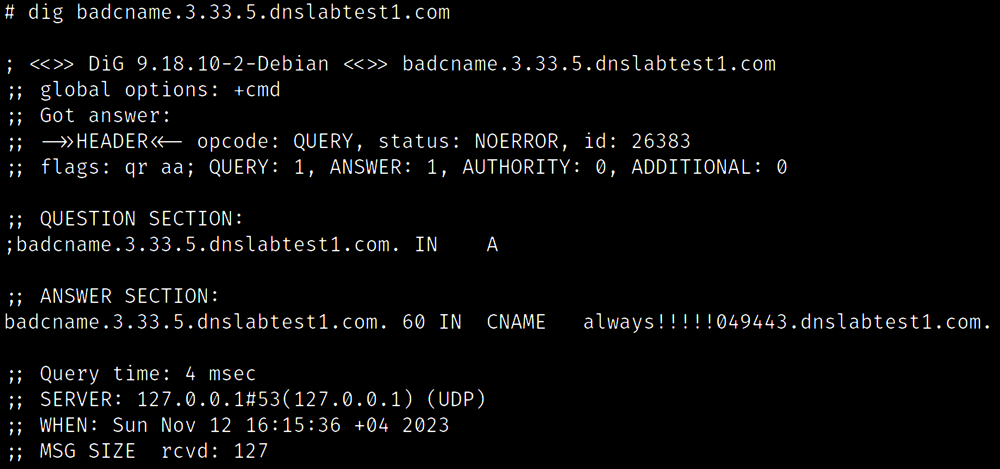 # dig badcname.3.33.5.dnslabtest1.com
; <<>> DiG 9.18.10-2-Debian <<>> badcname.3.33.5.dnslabtest1.com
;; global options: +cmd
;; Got answer:
;; ->>HEADER<<- opcode: QUERY, status: NOERROR, id: 26383
;; flags: qr aa; QUERY: 1, ANSWER: 1, AUTHORITY: 0, ADDITIONAL: 0
;; QUESTION SECTION:
;badcname.3.33.5.dnslabtest1.com. IN A
;; ANSWER SECTION:
badcname.3.33.5.dnslabtest1.com. 60 IN CNAME always!!!!!049443.dnslabtest1.com.
;; Query time: 4 msec
;; SERVER: 127.0.0.1#53(127.0.0.1) (UDP)
;; WHEN: Sun Nov 12 16:15:36 +04 2023
;; MSG SIZE rcvd: 127